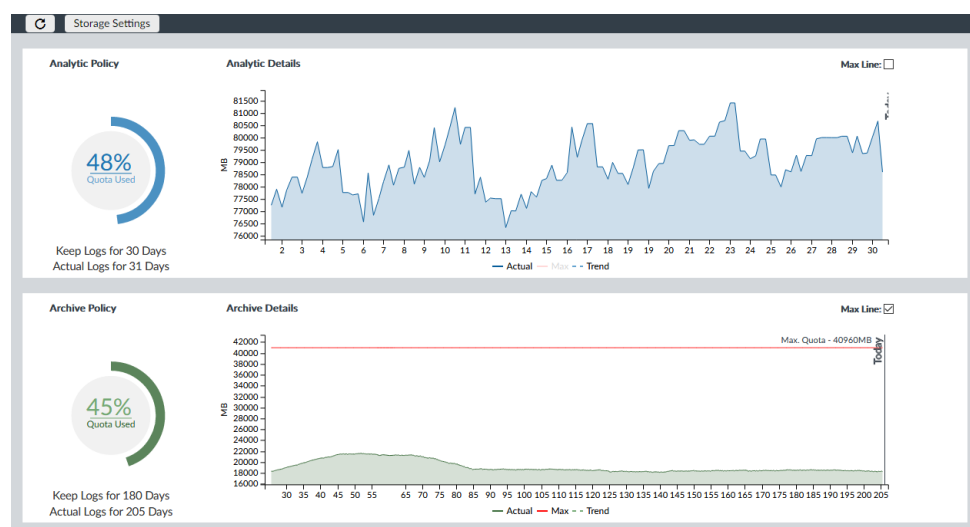 Storage Settings
Analytic Policy
48%
Quota Used
Keep Logs for 30 Days
Actual Logs for 31 Days
Analytic Details
Max Line:
81500
81000
80500
80000
79500
79000
78500
78000
77500
77000
76500
76000
MB
2 3 4 5 6 7 8 9 10 11 12 13 14 15 16 17 18 19 20 21 22 23 24 25 26 27 28 29 30
Actual Max Trend
Archive Policy
45%
Quota Used
Keep Logs for 180 Days
Actual Logs for 205 Days
Archive Details
Max Line:
Max. Quota - 40960MB
Today
42000
40000
38000
36000
34000
32000
30000
28000
26000
24000
22000
20000
18000
16000
MB
30 35 40 45 50 55 65 70 75 80 85 90 95 100 105 110 115 120 125 130 135 140 145 150 155 160 165 170 175 180 185 190 195 200 205
Actual Max Trend